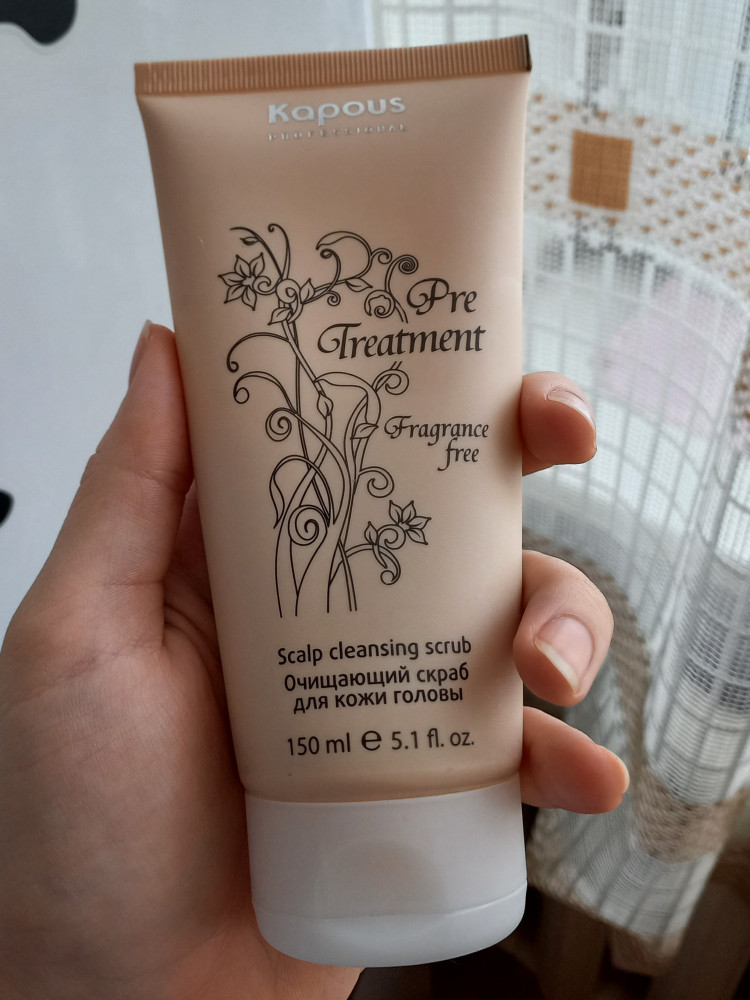 Kapous
PROFESSIONAL
Pre
Treatment
Fragrance
free
Scalp cleansing scrub
Очищающий скраб
для кожи головы
150 ml e 5.1 fl. oz.